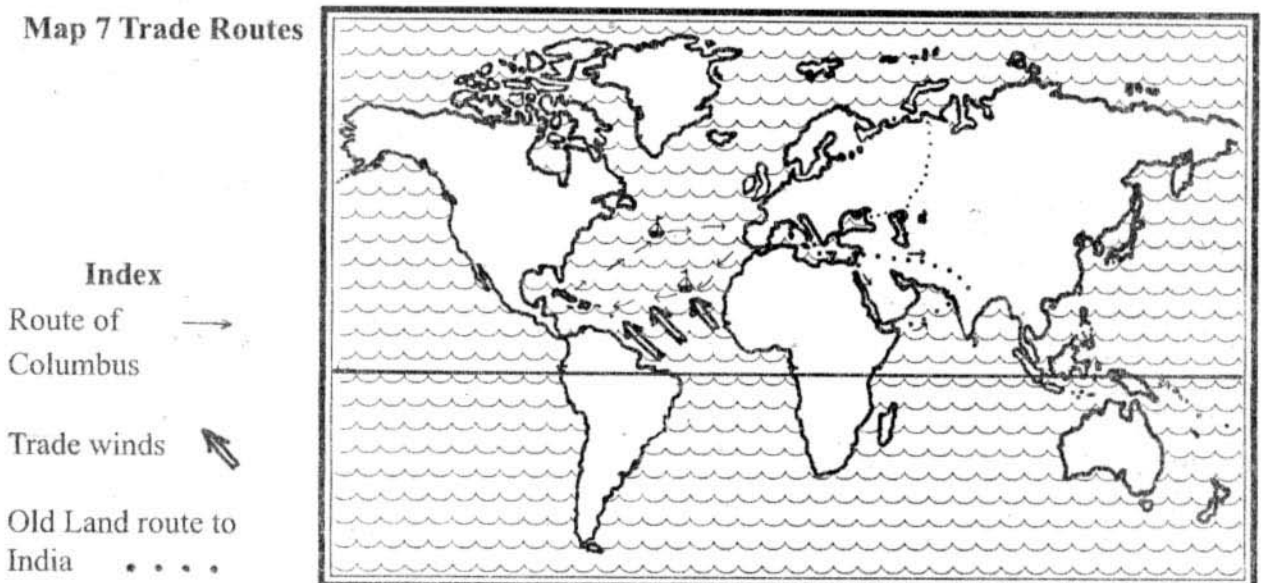 Map 7 Trade Routes
Index
Route of
Columbus
Trade winds
Old Land route to
India